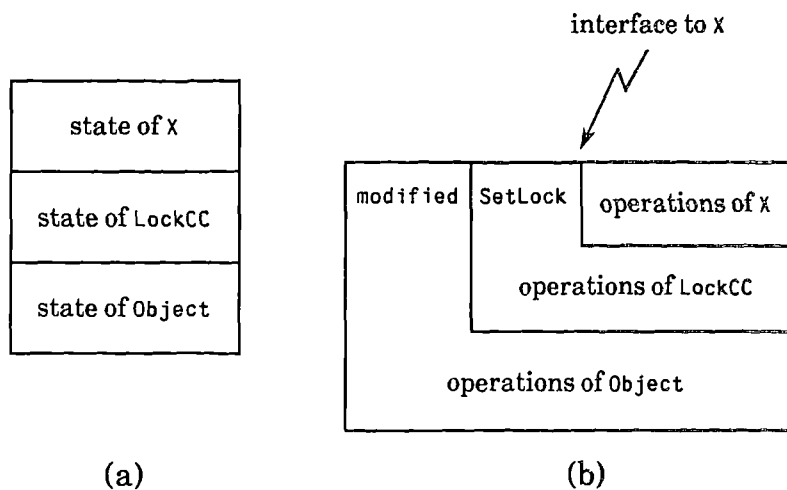 interface to X
state of X
state of LockCC
state of Object
modified
SetLock
operations of X
operations of LockCC
operations of Object
(a)
(b)